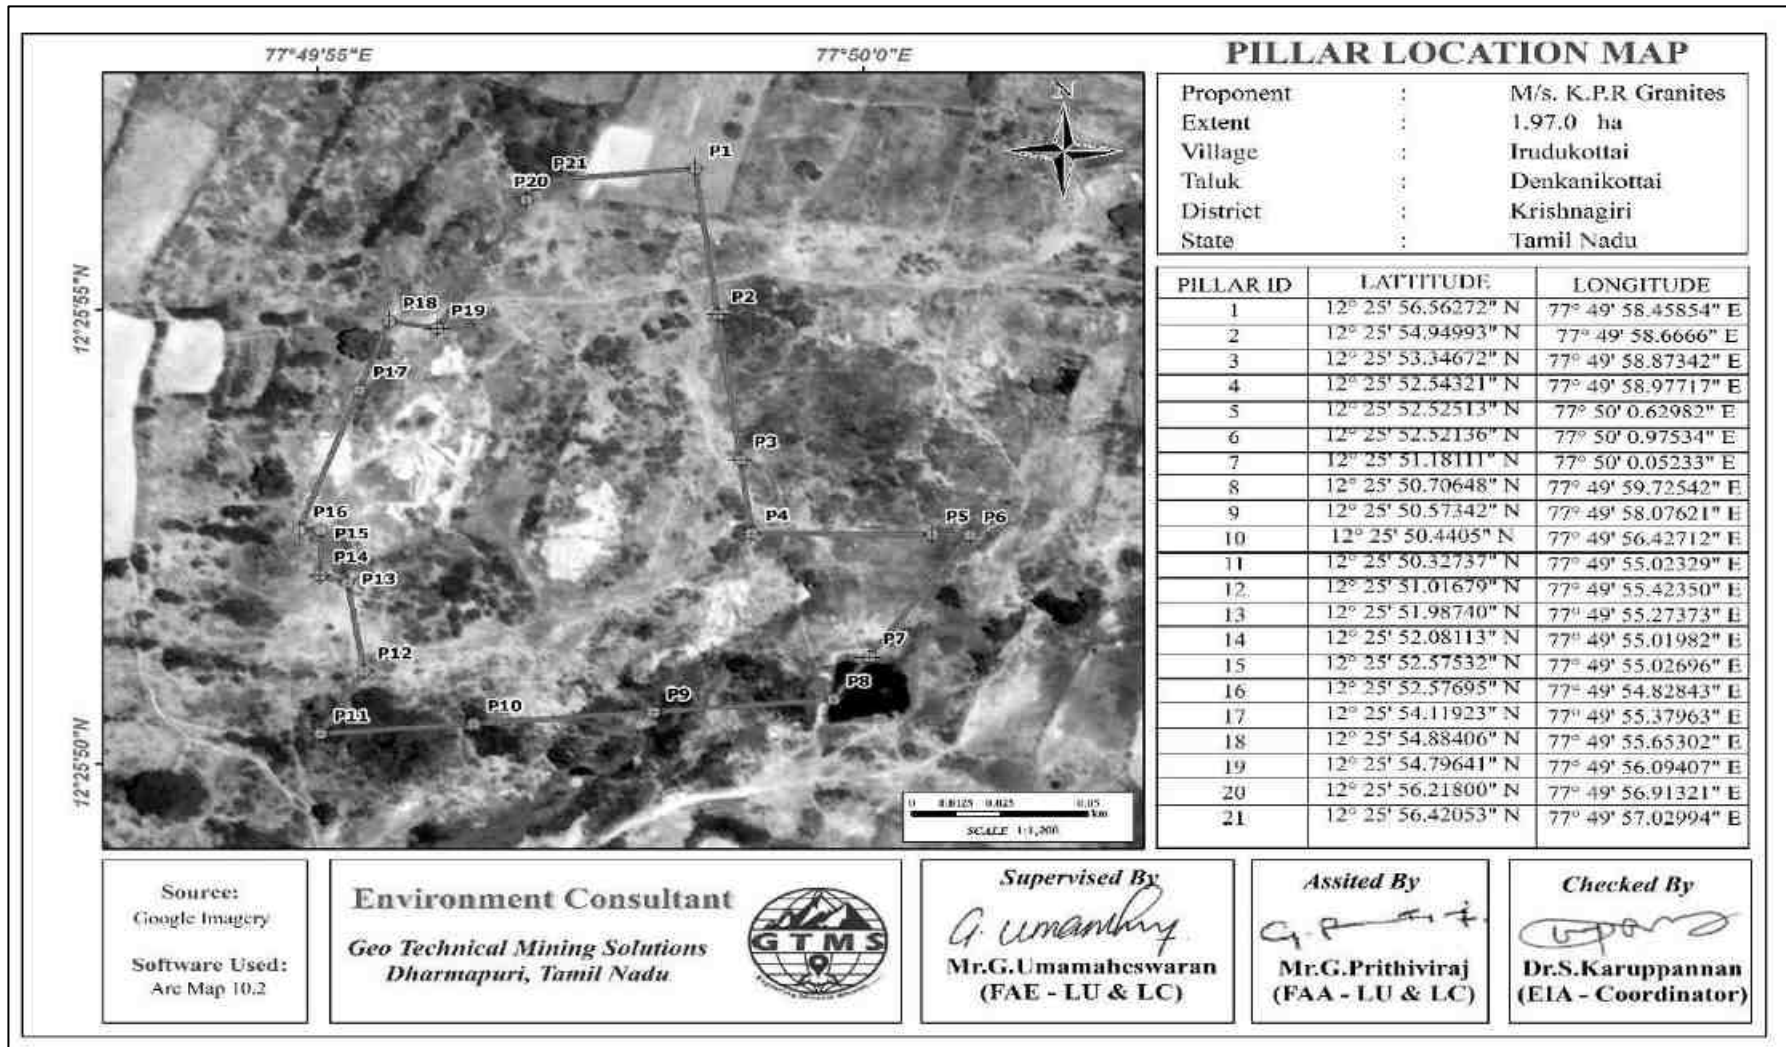 77°49'55"E
77°50'0"E
12°25'55"N
12°25'50"N
N
P1
P21
P20
P2
P18
P19
P17
P3
P16
P15
P4
P5
P6
P14
P13
P12
P7
P8
P9
P10
P11
0 0.0125 0.025 0.05
km
SCALE 1:1,200
PILLAR LOCATION MAP
Proponent : M/s. K.P.R Granites
Extent : 1.97.0 ha
Village : Irudukottai
Taluk : Denkanikottai
District : Krishnagiri
State : Tamil Nadu
PILLAR ID LATTITUDE LONGITUDE
1 12° 25' 56.56272" N 77° 49' 58.45854" E
2 12° 25' 54.94993" N 77° 49' 58.6666" E
3 12° 25' 53.34672" N 77° 49' 58.87342" E
4 12° 25' 52.54321" N 77° 49' 58.97717" E
5 12° 25' 52.52513" N 77° 50' 0.62982" E
6 12° 25' 52.52136" N 77° 50' 0.97534" E
7 12° 25' 51.18111" N 77° 50' 0.05233" E
8 12° 25' 50.70648" N 77° 49' 59.72542" E
9 12° 25' 50.57342" N 77° 49' 58.07621" E
10 12° 25' 50.4405" N 77° 49' 56.42712" E
11 12° 25' 50.32737" N 77° 49' 55.02329" E
12 12° 25' 51.01679" N 77° 49' 55.42350" E
13 12° 25' 51.98740" N 77° 49' 55.27373" E
14 12° 25' 52.08113" N 77° 49' 55.01982" E
15 12° 25' 52.57532" N 77° 49' 55.02696" E
16 12° 25' 52.57695" N 77° 49' 54.82843" E
17 12° 25' 54.11923" N 77° 49' 55.37963" E
18 12° 25' 54.88406" N 77° 49' 55.65302" E
19 12° 25' 54.79641" N 77° 49' 56.09407" E
20 12° 25' 56.21800" N 77° 49' 56.91321" E
21 12° 25' 56.42053" N 77° 49' 57.02994" E
Source:
Google Imagery
Software Used:
Arc Map 10.2
Environment Consultant
Geo Technical Mining Solutions
Dharmapuri, Tamil Nadu
GTMS
Supervised By
Mr.G.Umamaheswaran
(FAE - LU & LC)
Assited By
Mr.G.Prithiviraj
(FAA - LU & LC)
Checked By
Dr.S.Karuppannan
(EIA - Coordinator)